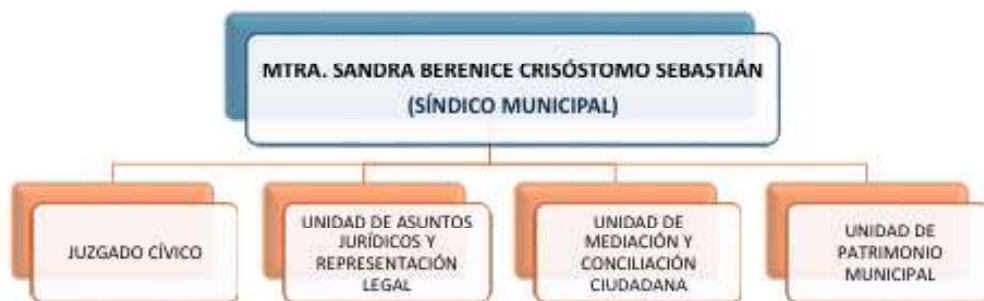 MTRA. SANDRA BERENICE CRISÓSTOMO SEBASTIÁN
(SÍNDICO MUNICIPAL)
JUZGADO CÍVICO
UNIDAD DE ASUNTOS
JURÍDICOS Y
REPRESENTACIÓN
LEGAL
UNIDAD DE
MEDIACIÓN Y
CONCILIACIÓN
CIUDADANA
UNIDAD DE
PATRIMONIO
MUNICIPAL